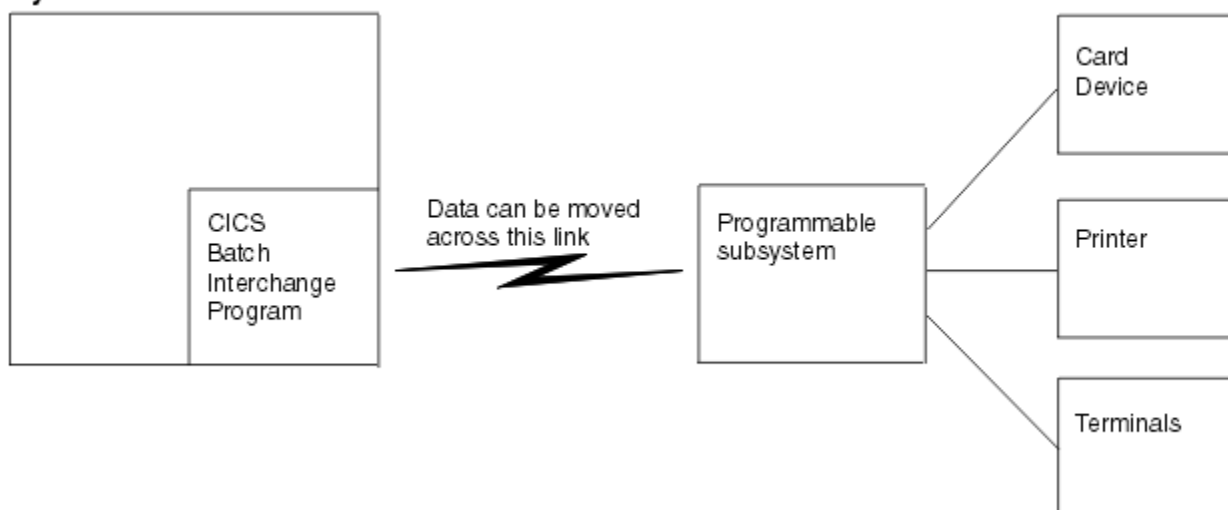 CICS
Batch
Interchange
Program
Data can be moved
across this link
Programmable
subsystem
Card
Device
Printer
Terminals